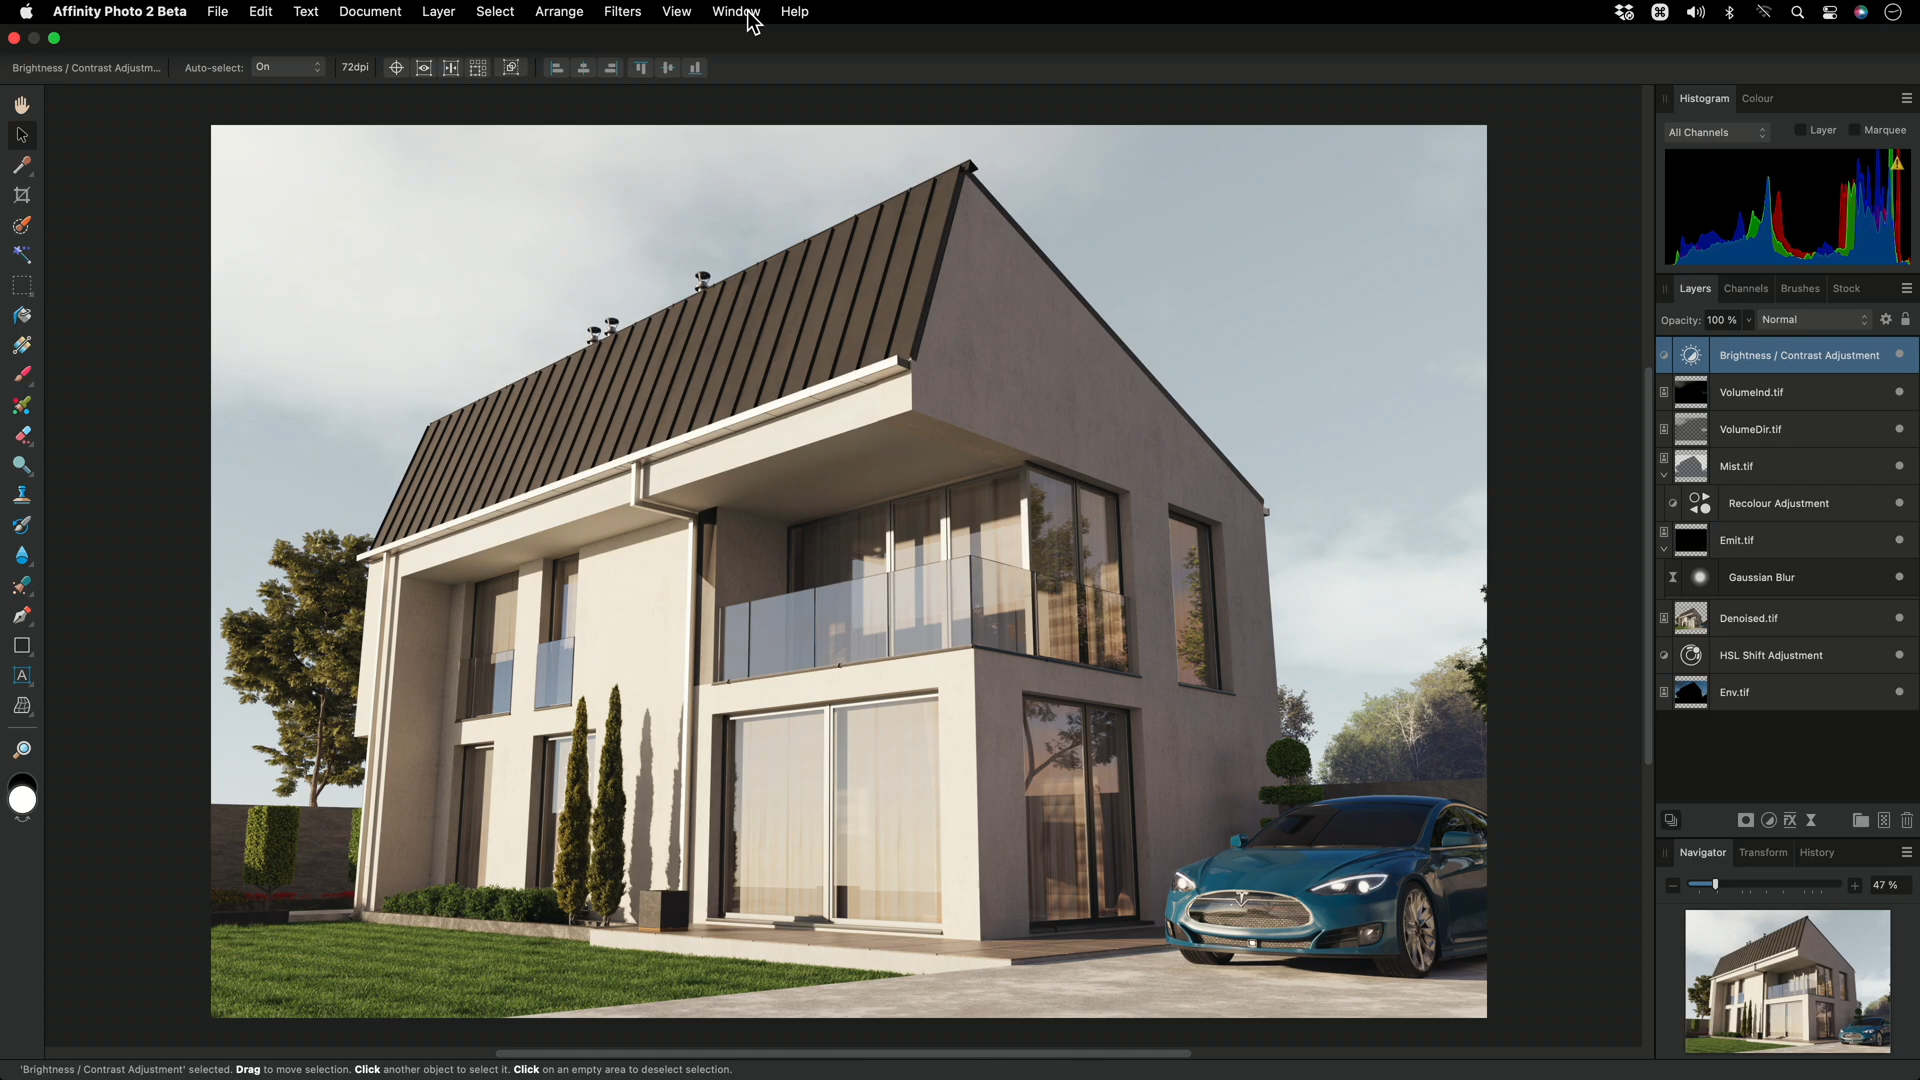 Affinity Photo 2 Beta File Edit Text Document Layer Select Arrange Filters View Window Help
Brightness / Contrast Adjustm... Auto-select: On 72dpi
Histogram Colour
All Channels Layer Marquee
Layers Channels Brushes Stock
Opacity: 100 % Normal
Brightness / Contrast Adjustment
VolumeInd.tif
VolumeDir.tif
Mist.tif
Recolour Adjustment
Emit.tif
Gaussian Blur
Denoised.tif
HSL Shift Adjustment
Env.tif
Navigator Transform History
47 %
'Brightness / Contrast Adjustment' selected. Drag to move selection. Click another object to select it. Click on an empty area to deselect selection.